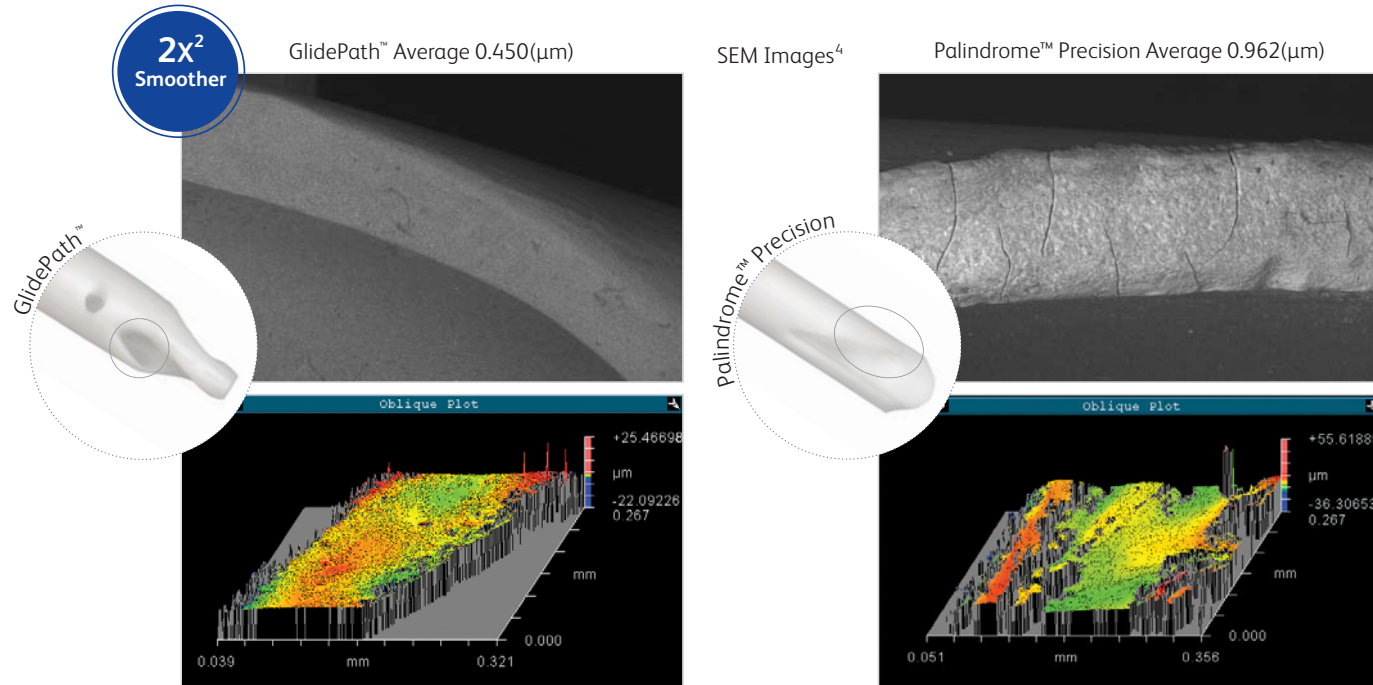 2x²
Smoother
GlidePath™ Average 0.450(µm)
SEM Images⁴
Palindrome™ Precision Average 0.962(µm)
GlidePath™
Palindrome™ Precision
Oblique Plot
+25.46698
µm
-22.09226
0.267
mm
0.000
0.039
mm
0.321
Oblique Plot
+55.6188
µm
-36.30653
0.267
mm
0.000
0.051
mm
0.356